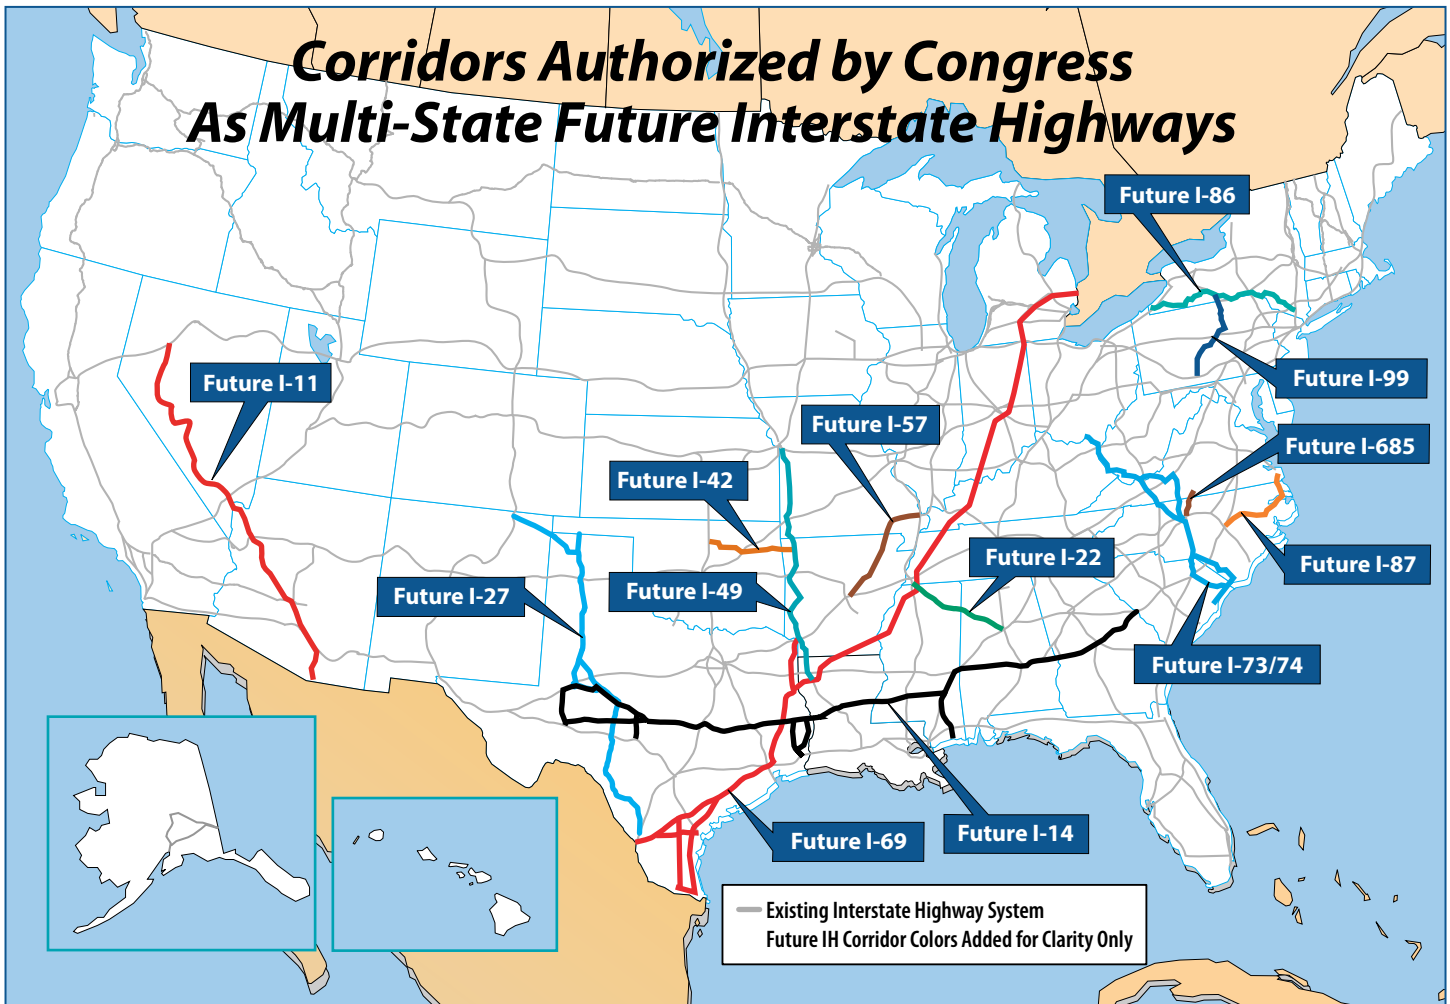 Corridors Authorized by Congress
As Multi-State Future Interstate Highways
Future I-86
Future I-11
Future I-99
Future I-57
Future I-685
Future I-42
Future I-22
Future I-87
Future I-27
Future I-49
Future I-73/74
Future I-69
Future I-14
Existing Interstate Highway System
Future IH Corridor Colors Added for Clarity Only